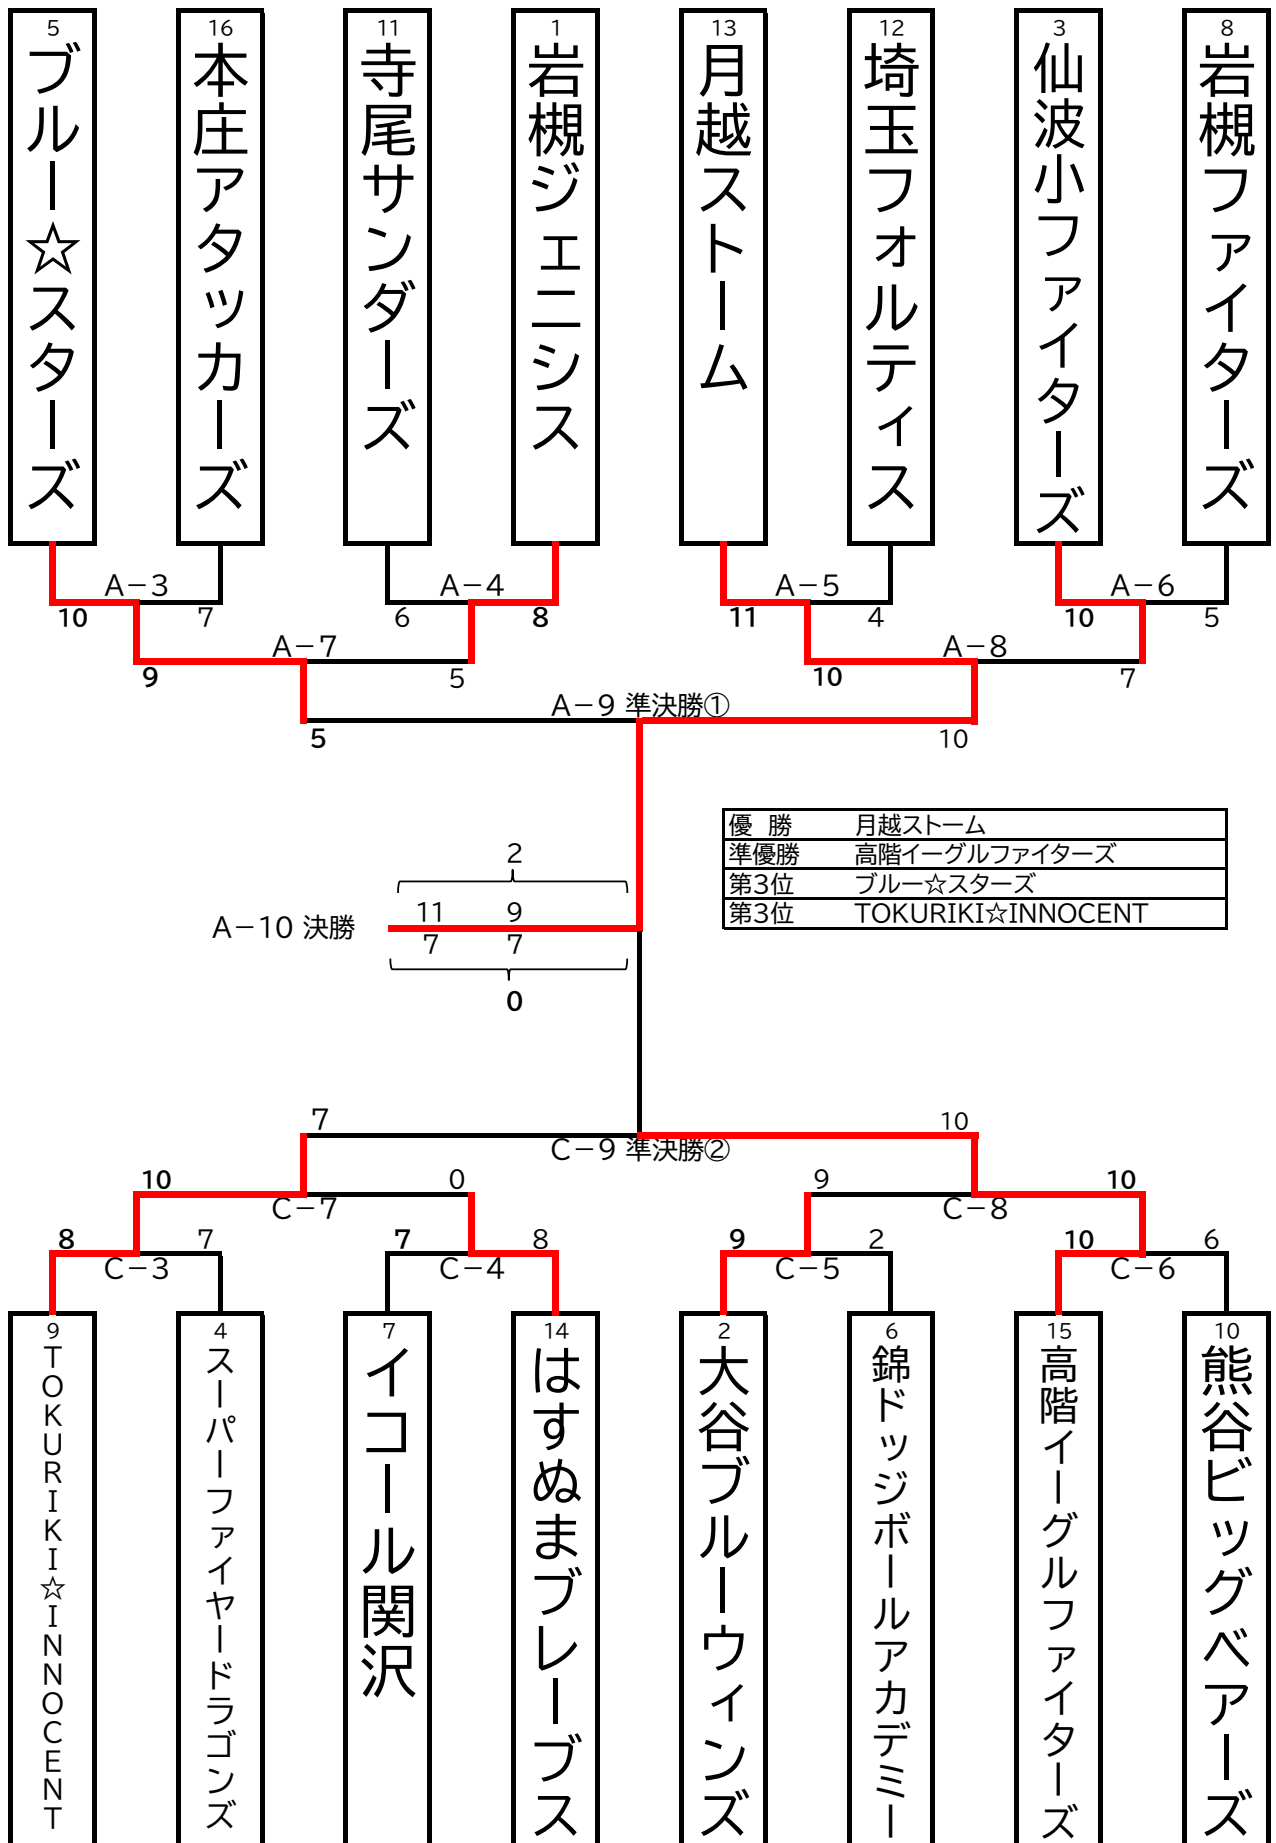 5 16 11 1 13 12 3 8
ブルー☆スターズ
本庄アタッカーズ
寺尾サンダーズ
岩槻ジェニシス
月越ストーム
埼玉フォルティス
仙波小ファイターズ
岩槻ファイターズ
A－3 A－4 A－5 A－6
10 7 6 8 11 4 10 5
A－7 A－8
9 5 10 7
A－9 準決勝①
5 10
優 勝 月越ストーム
準優勝 高階イーグルファイターズ
第3位 ブルー☆スターズ
第3位 TOKURIKI☆INNOCENT
2
11 9
A－10 決勝
7 7
0
7 10
C－9 準決勝②
10 0 9 10
C－7 C－8
8 7 7 8 9 2 10 6
C－3 C－4 C－5 C－6
9 4 7 14 2 6 15 10
TOKURIKI☆INNOCENT
スーパーファイヤードラゴンズ
イコール関沢
はすぬまブレーブス
大谷ブルーウィンズ
錦ドッジボールアカデミー
高階イーグルファイターズ
熊谷ビッグベアーズ